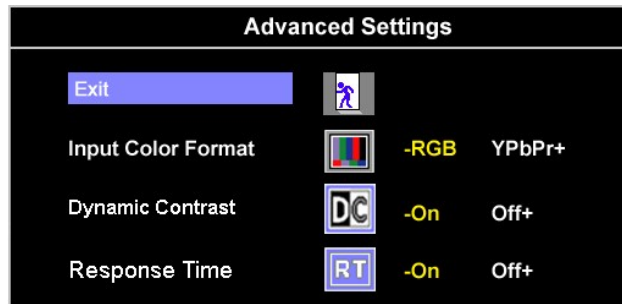 Advanced Settings
Exit
Input Color Format -RGB YPbPr+
Dynamic Contrast DC -On Off+
Response Time RT -On Off+